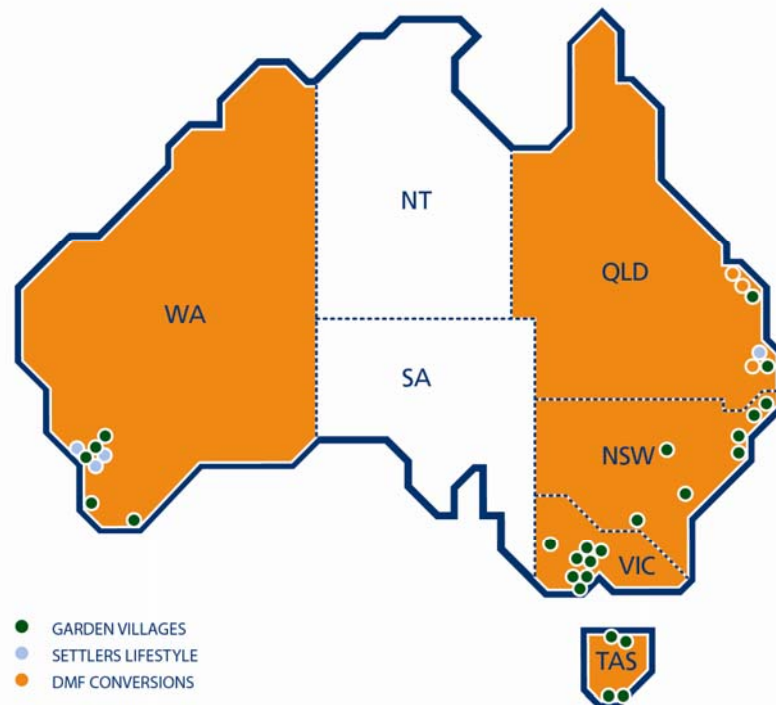 NT
QLD
WA
SA
NSW
VIC
TAS
GARDEN VILLAGES
SETTLERS LIFESTYLE
DMF CONVERSIONS